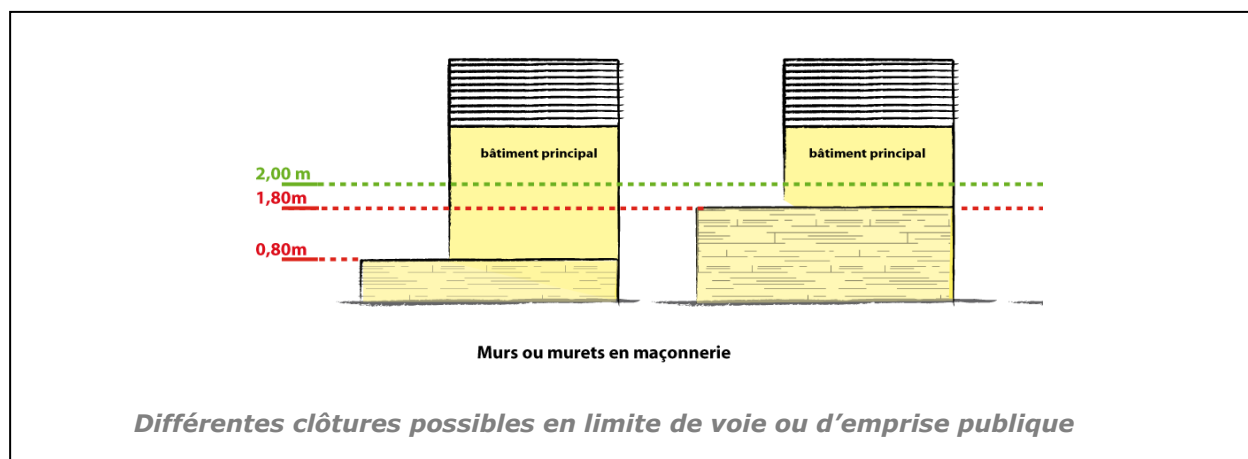 bâtiment principal
bâtiment principal
2,00 m
1,80m
0,80m
Murs ou murets en maçonnerie
Différentes clôtures possibles en limite de voie ou d’emprise publique